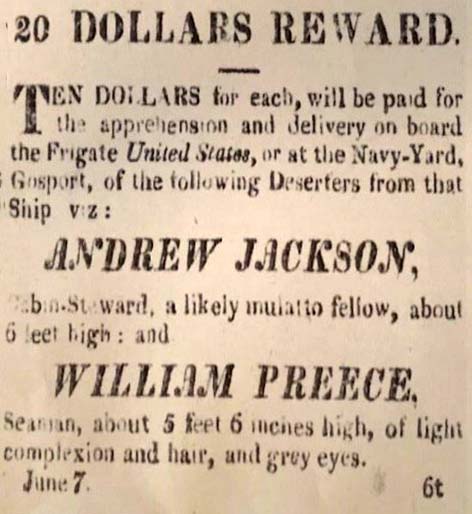 20 DOLLARS REWARD.
TEN DOLLARS for each, will be paid for
the apprehension and delivery on board
the Frigate United States, or at the Navy-Yard,
Gosport, of the following Deserters from that
Ship viz:
ANDREW JACKSON,
Cabin-Steward, a likely mulatto fellow, about
6 feet high: and
WILLIAM PREECE,
Seaman, about 5 feet 6 inches high, of light
complexion and hair, and grey eyes.
June 7. 6t